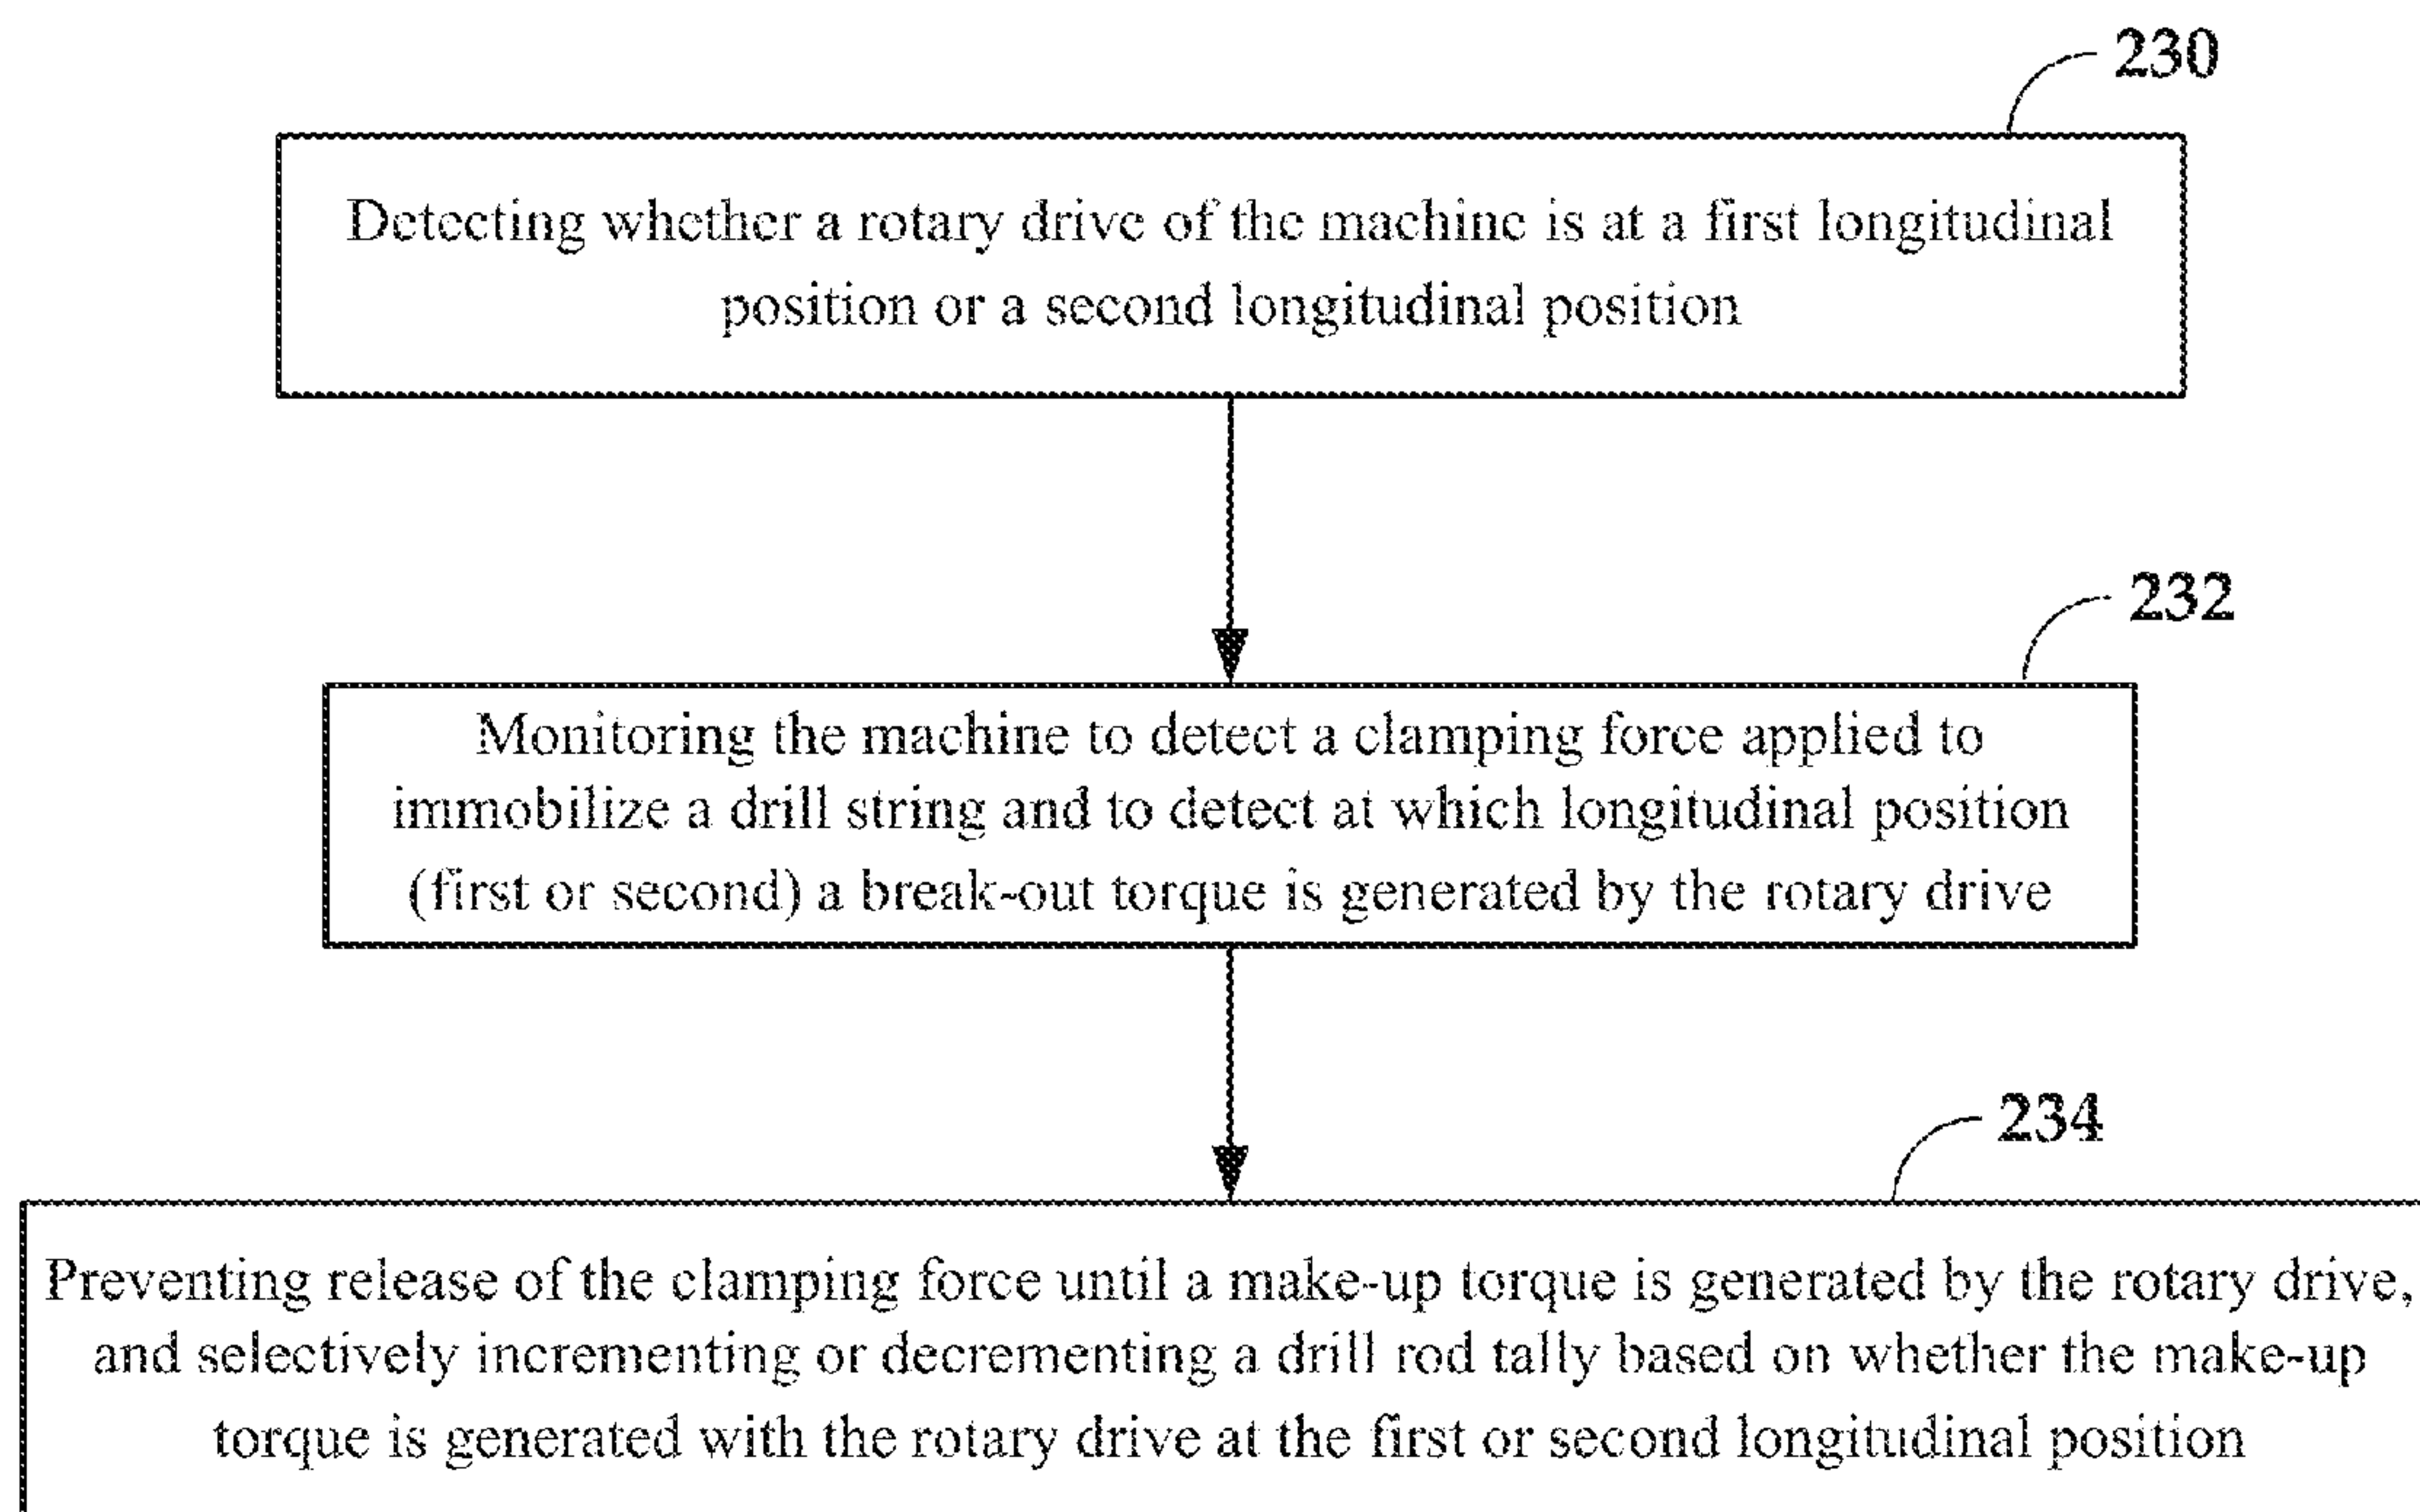 230
Detecting whether a rotary drive of the machine is at a first longitudinal
position or a second longitudinal position
232
Monitoring the machine to detect a clamping force applied to
immobilize a drill string and to detect at which longitudinal position
(first or second) a break-out torque is generated by the rotary drive
234
Preventing release of the clamping force until a make-up torque is generated by the rotary drive,
and selectively incrementing or decrementing a drill rod tally based on whether the make-up
torque is generated with the rotary drive at the first or second longitudinal position